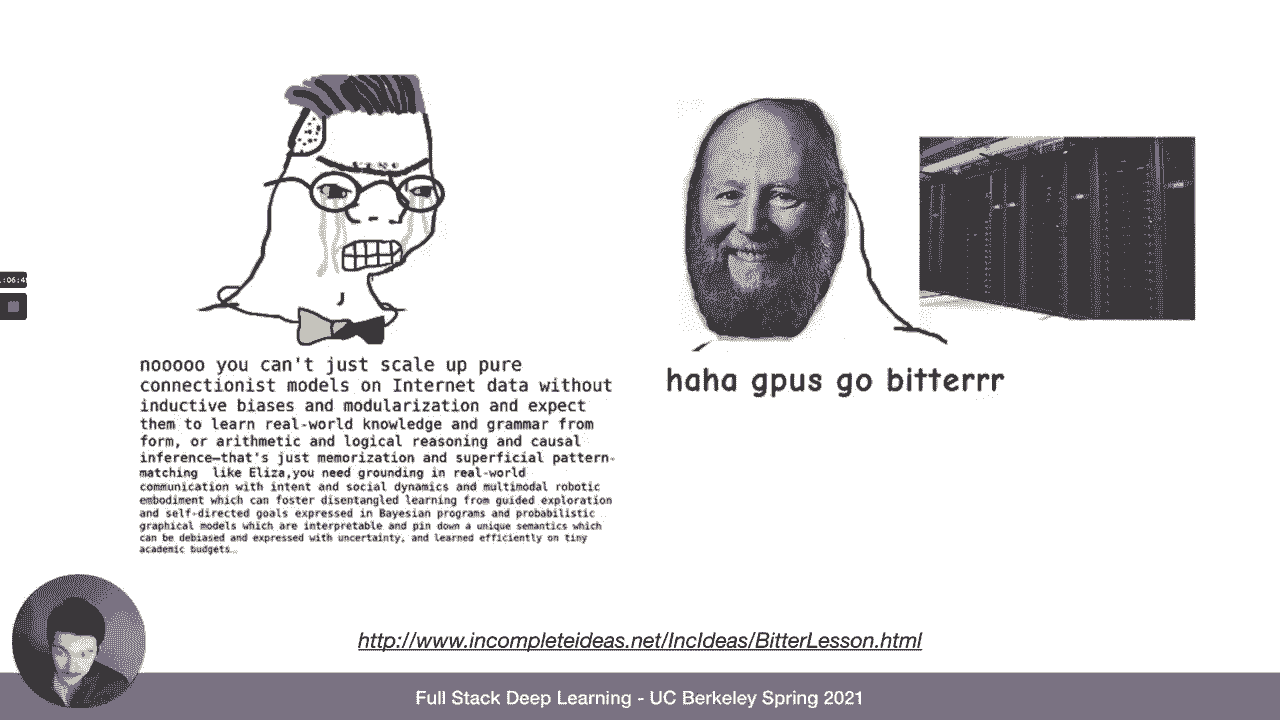 nooooo you can't just scale up pure
connectionist models on Internet data without
inductive biases and modularization and expect
them to learn real-world knowledge and grammar from
form, or arithmetic and logical reasoning and causal
inference—that's just memorization and superficial pattern-
matching like Eliza,you need grounding in real-world
communication with intent and social dynamics and multimodal robotic
embodiment which can foster disentangled learning from guided exploration
and self-directed goals expressed in Bayesian programs and probabilistic
graphical models which are interpretable and pin down a unique semantics which
can be debiased and expressed with uncertainty, and learned efficiently on tiny
academic budgets…
haha gpus go bitterrr
http://www.incompleteideas.net/IncIdeas/BitterLesson.html
Full Stack Deep Learning - UC Berkeley Spring 2021